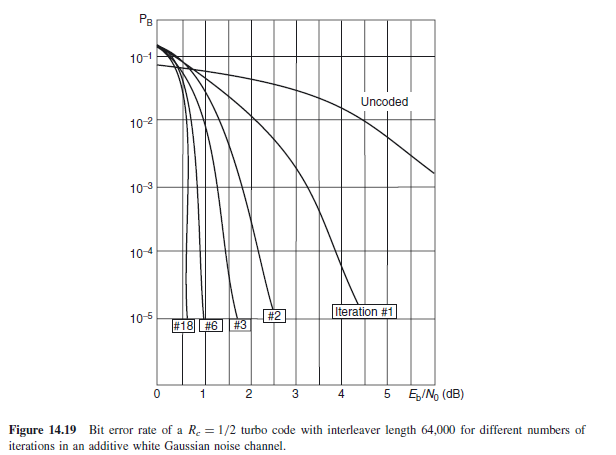 P_B
10⁻¹
Uncoded
10⁻²
10⁻³
10⁻⁴
10⁻⁵
#18 #6 #3 #2 Iteration #1
0 1 2 3 4 5 E_b/N_0 (dB)
Figure 14.19 Bit error rate of a R_c = 1/2 turbo code with interleaver length 64,000 for different numbers of
iterations in an additive white Gaussian noise channel.